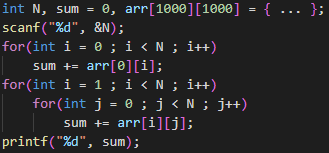 int N, sum = 0, arr[1000][1000] = { ... };
scanf("%d", &N);
for(int i = 0 ; i < N ; i++)
    sum += arr[0][i];
for(int i = 1 ; i < N ; i++)
    for(int j = 0 ; j < N ; j++)
        sum += arr[i][j];
printf("%d", sum);